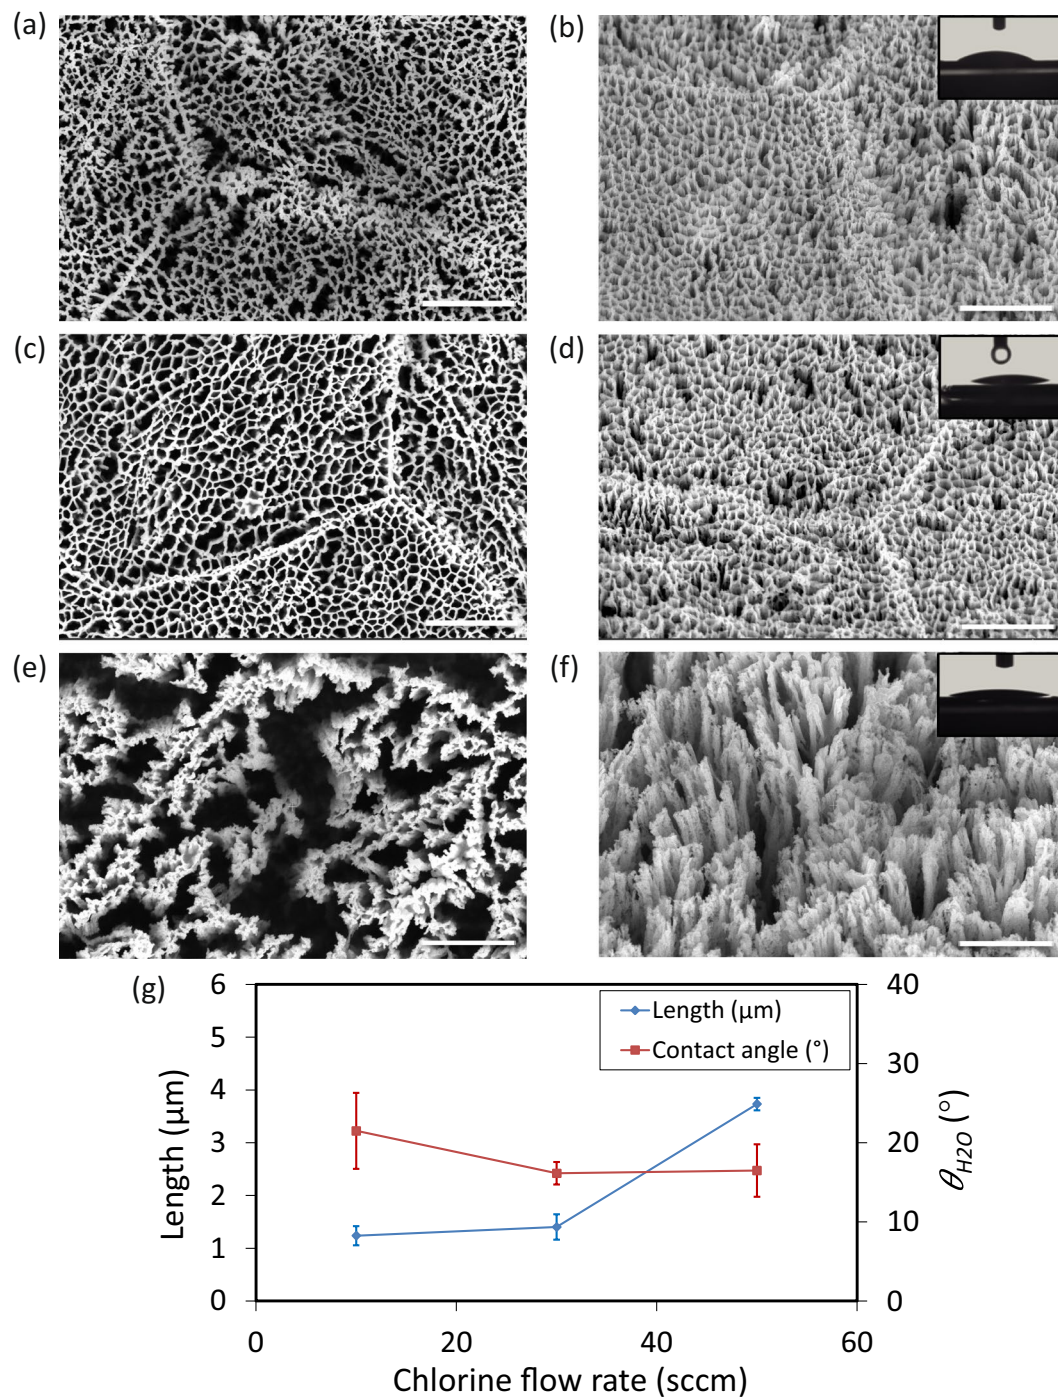 (a)
(b)
(c)
(d)
(e)
(f)
(g)
6
5
4
3
2
1
0
Length (μm)
Length (μm)
Contact angle (°)
40
30
20
10
0
θH2O (°)
0
20
40
60
Chlorine flow rate (sccm)